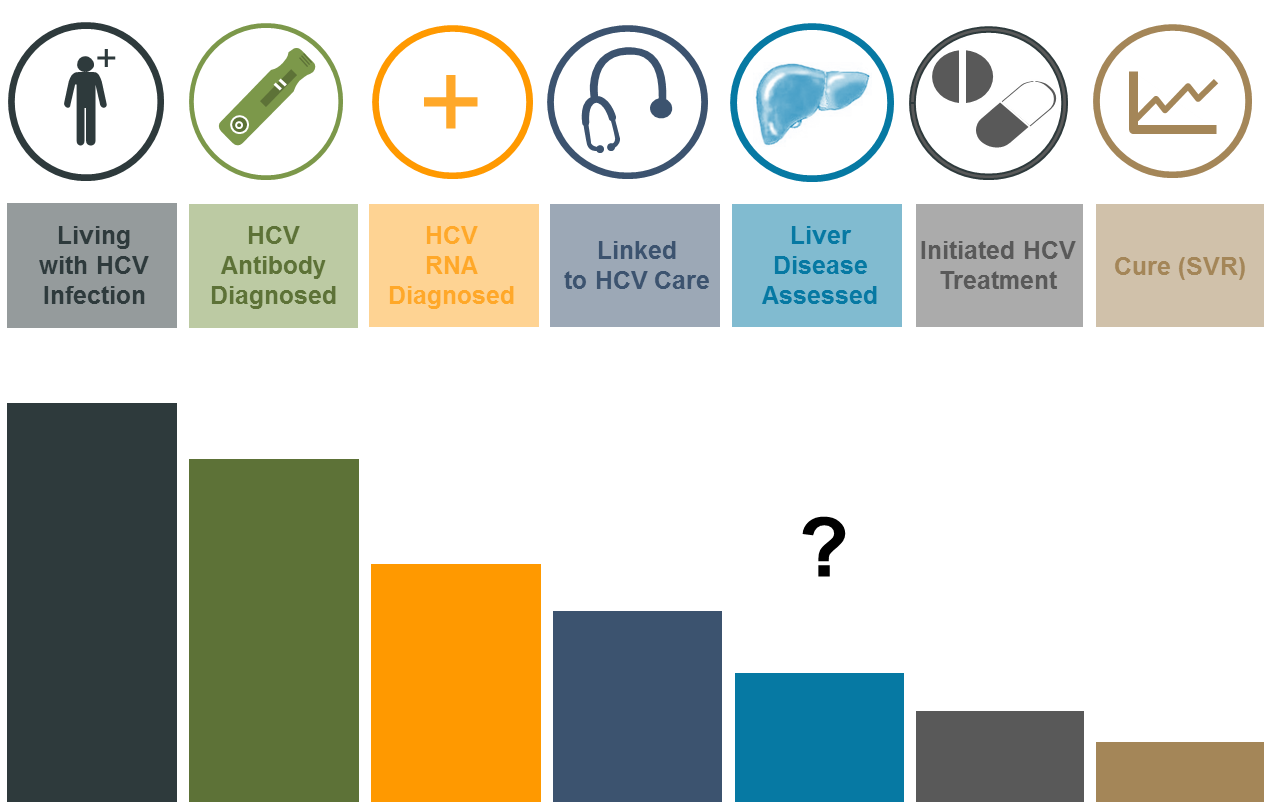 Living
with HCV
Infection
HCV
Antibody
Diagnosed
HCV
RNA
Diagnosed
Linked
to HCV Care
Liver
Disease
Assessed
Initiated HCV
Treatment
Cure (SVR)
?